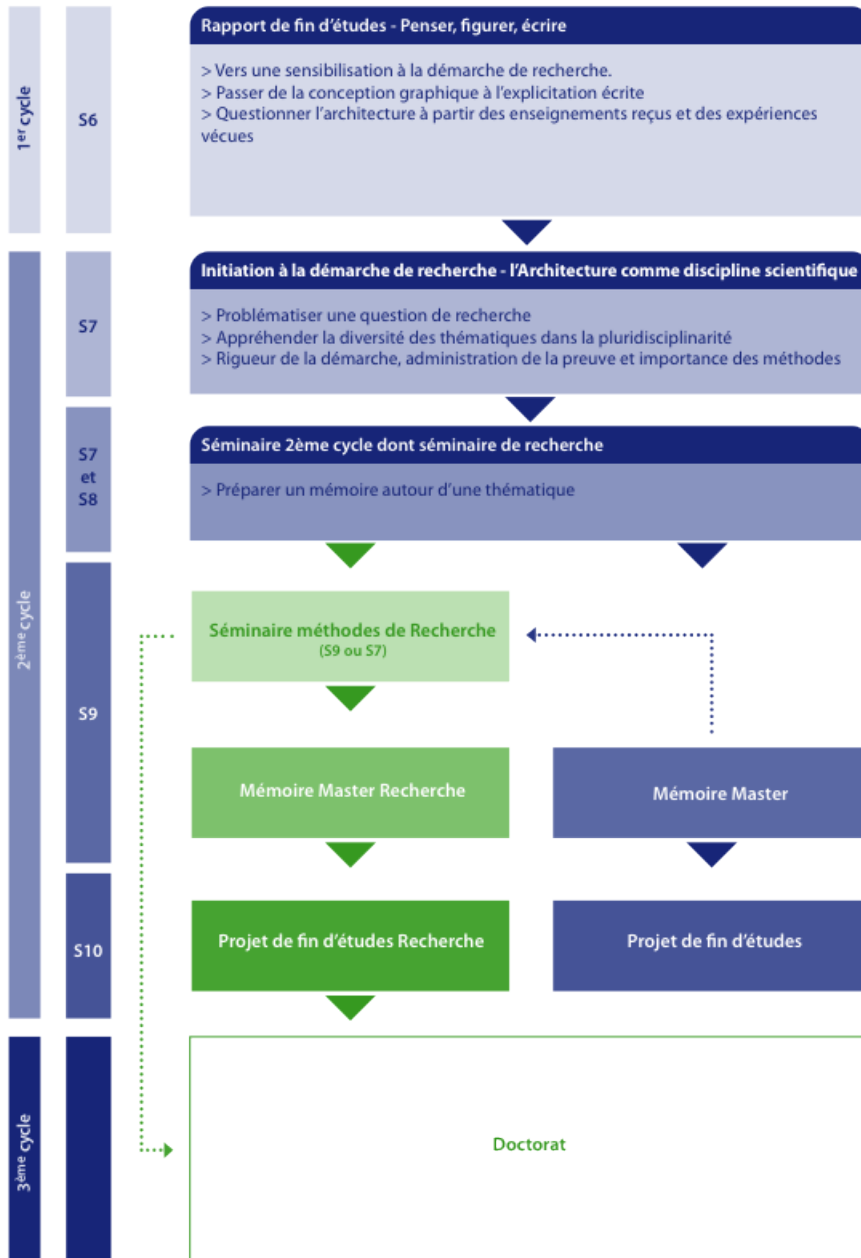 1er cycle
S6
Rapport de fin d’études - Penser, figurer, écrire
> Vers une sensibilisation à la démarche de recherche.
> Passer de la conception graphique à l’explicitation écrite
> Questionner l’architecture à partir des enseignements reçus et des expériences
vécues
2ème cycle
S7
Initiation à la démarche de recherche - l’Architecture comme discipline scientifique
> Problématiser une question de recherche
> Appréhender la diversité des thématiques dans la pluridisciplinarité
> Rigueur de la démarche, administration de la preuve et importance des méthodes
S7
et
S8
Séminaire 2ème cycle dont séminaire de recherche
> Préparer un mémoire autour d’une thématique
S9
Séminaire méthodes de Recherche
(S9 ou S7)
Mémoire Master Recherche
Mémoire Master
S10
Projet de fin d’études Recherche
Projet de fin d’études
3ème cycle
Doctorat